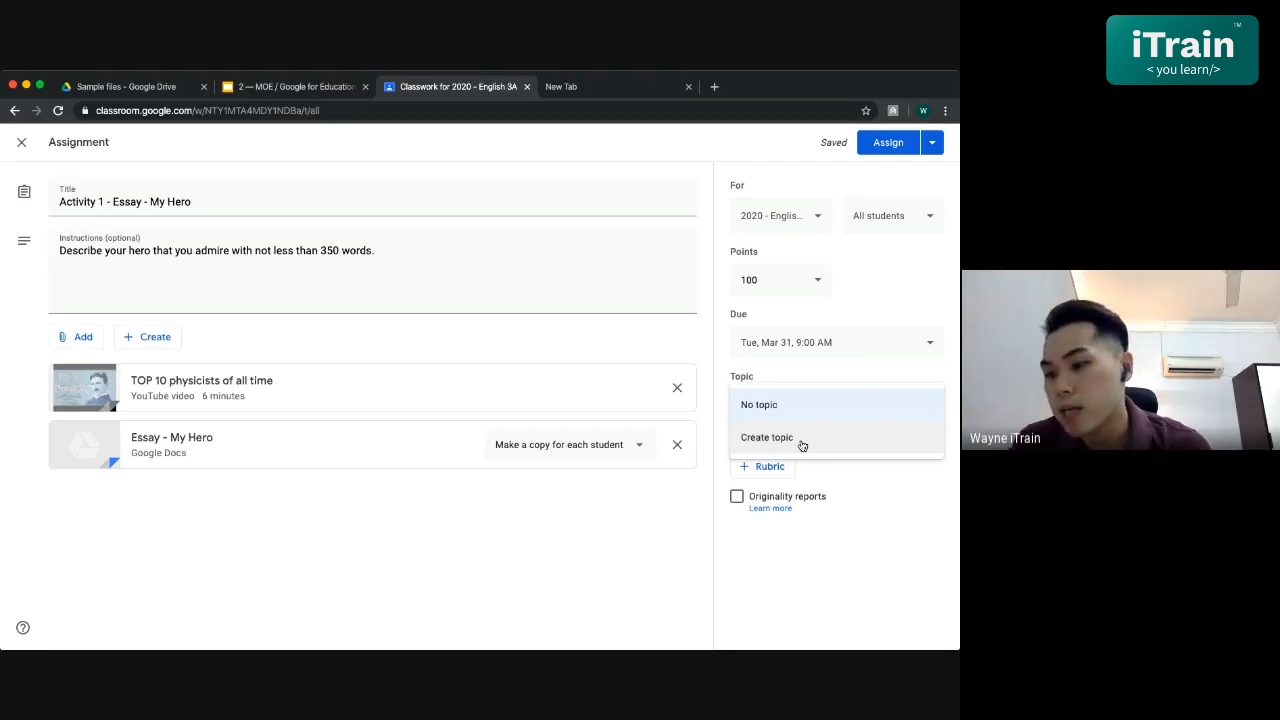 iTrain ™
< you learn/>
Sample files - Google Drive
2 — MOE / Google for Education
Classwork for 2020 - English 3A
New Tab
classroom.google.com/w/NTY1MTA4MDY1NDBa/t/all
W
Assignment
Saved
Assign
Title
Activity 1 - Essay - My Hero
Instructions (optional)
Describe your hero that you admire with not less than 350 words.
Add
Create
TOP 10 physicists of all time
YouTube video 6 minutes
Essay - My Hero
Google Docs
Make a copy for each student
For
2020 - Englis...
All students
Points
100
Due
Tue, Mar 31, 9:00 AM
Topic
No topic
Create topic
Rubric
Originality reports
Learn more
Wayne iTrain